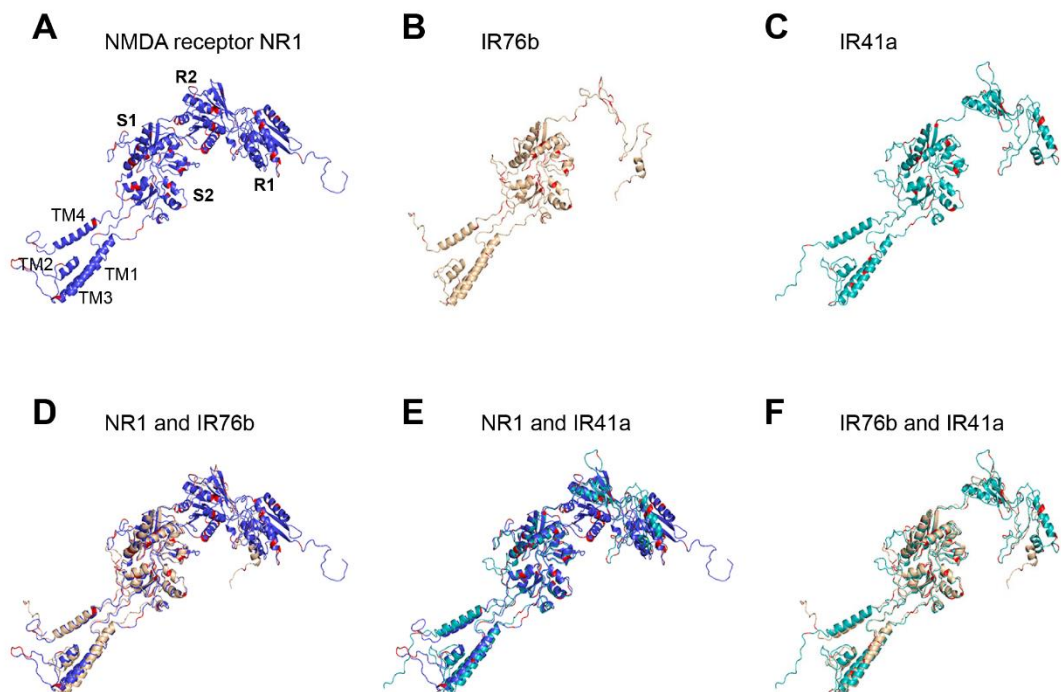 A
NMDA receptor NR1
R2
S1
S2
R1
TM4
TM2
TM1
TM3
B
IR76b
C
IR41a
D
NR1 and IR76b
E
NR1 and IR41a
F
IR76b and IR41a